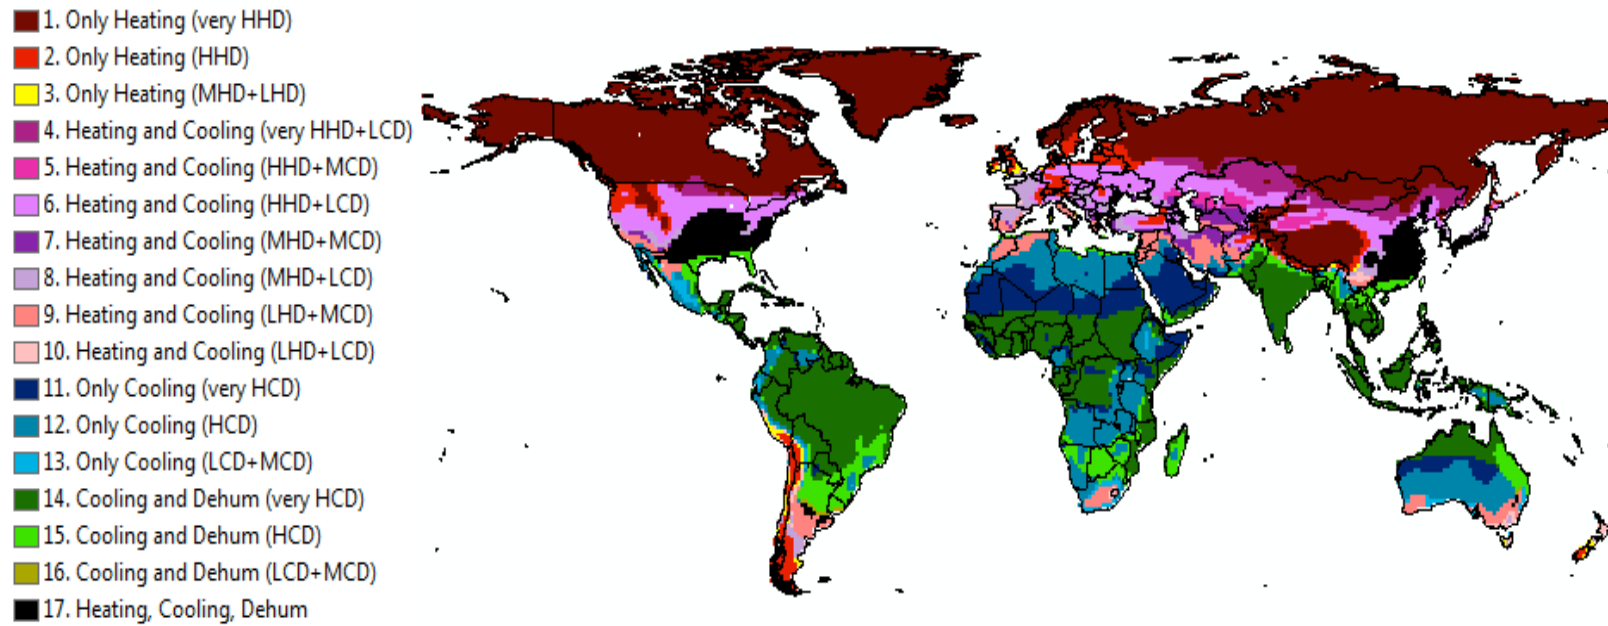 1. Only Heating (very HHD)
2. Only Heating (HHD)
3. Only Heating (MHD+LHD)
4. Heating and Cooling (very HHD+LCD)
5. Heating and Cooling (HHD+MCD)
6. Heating and Cooling (HHD+LCD)
7. Heating and Cooling (MHD+MCD)
8. Heating and Cooling (MHD+LCD)
9. Heating and Cooling (LHD+MCD)
10. Heating and Cooling (LHD+LCD)
11. Only Cooling (very HCD)
12. Only Cooling (HCD)
13. Only Cooling (LCD+MCD)
14. Cooling and Dehum (very HCD)
15. Cooling and Dehum (HCD)
16. Cooling and Dehum (LCD+MCD)
17. Heating, Cooling, Dehum